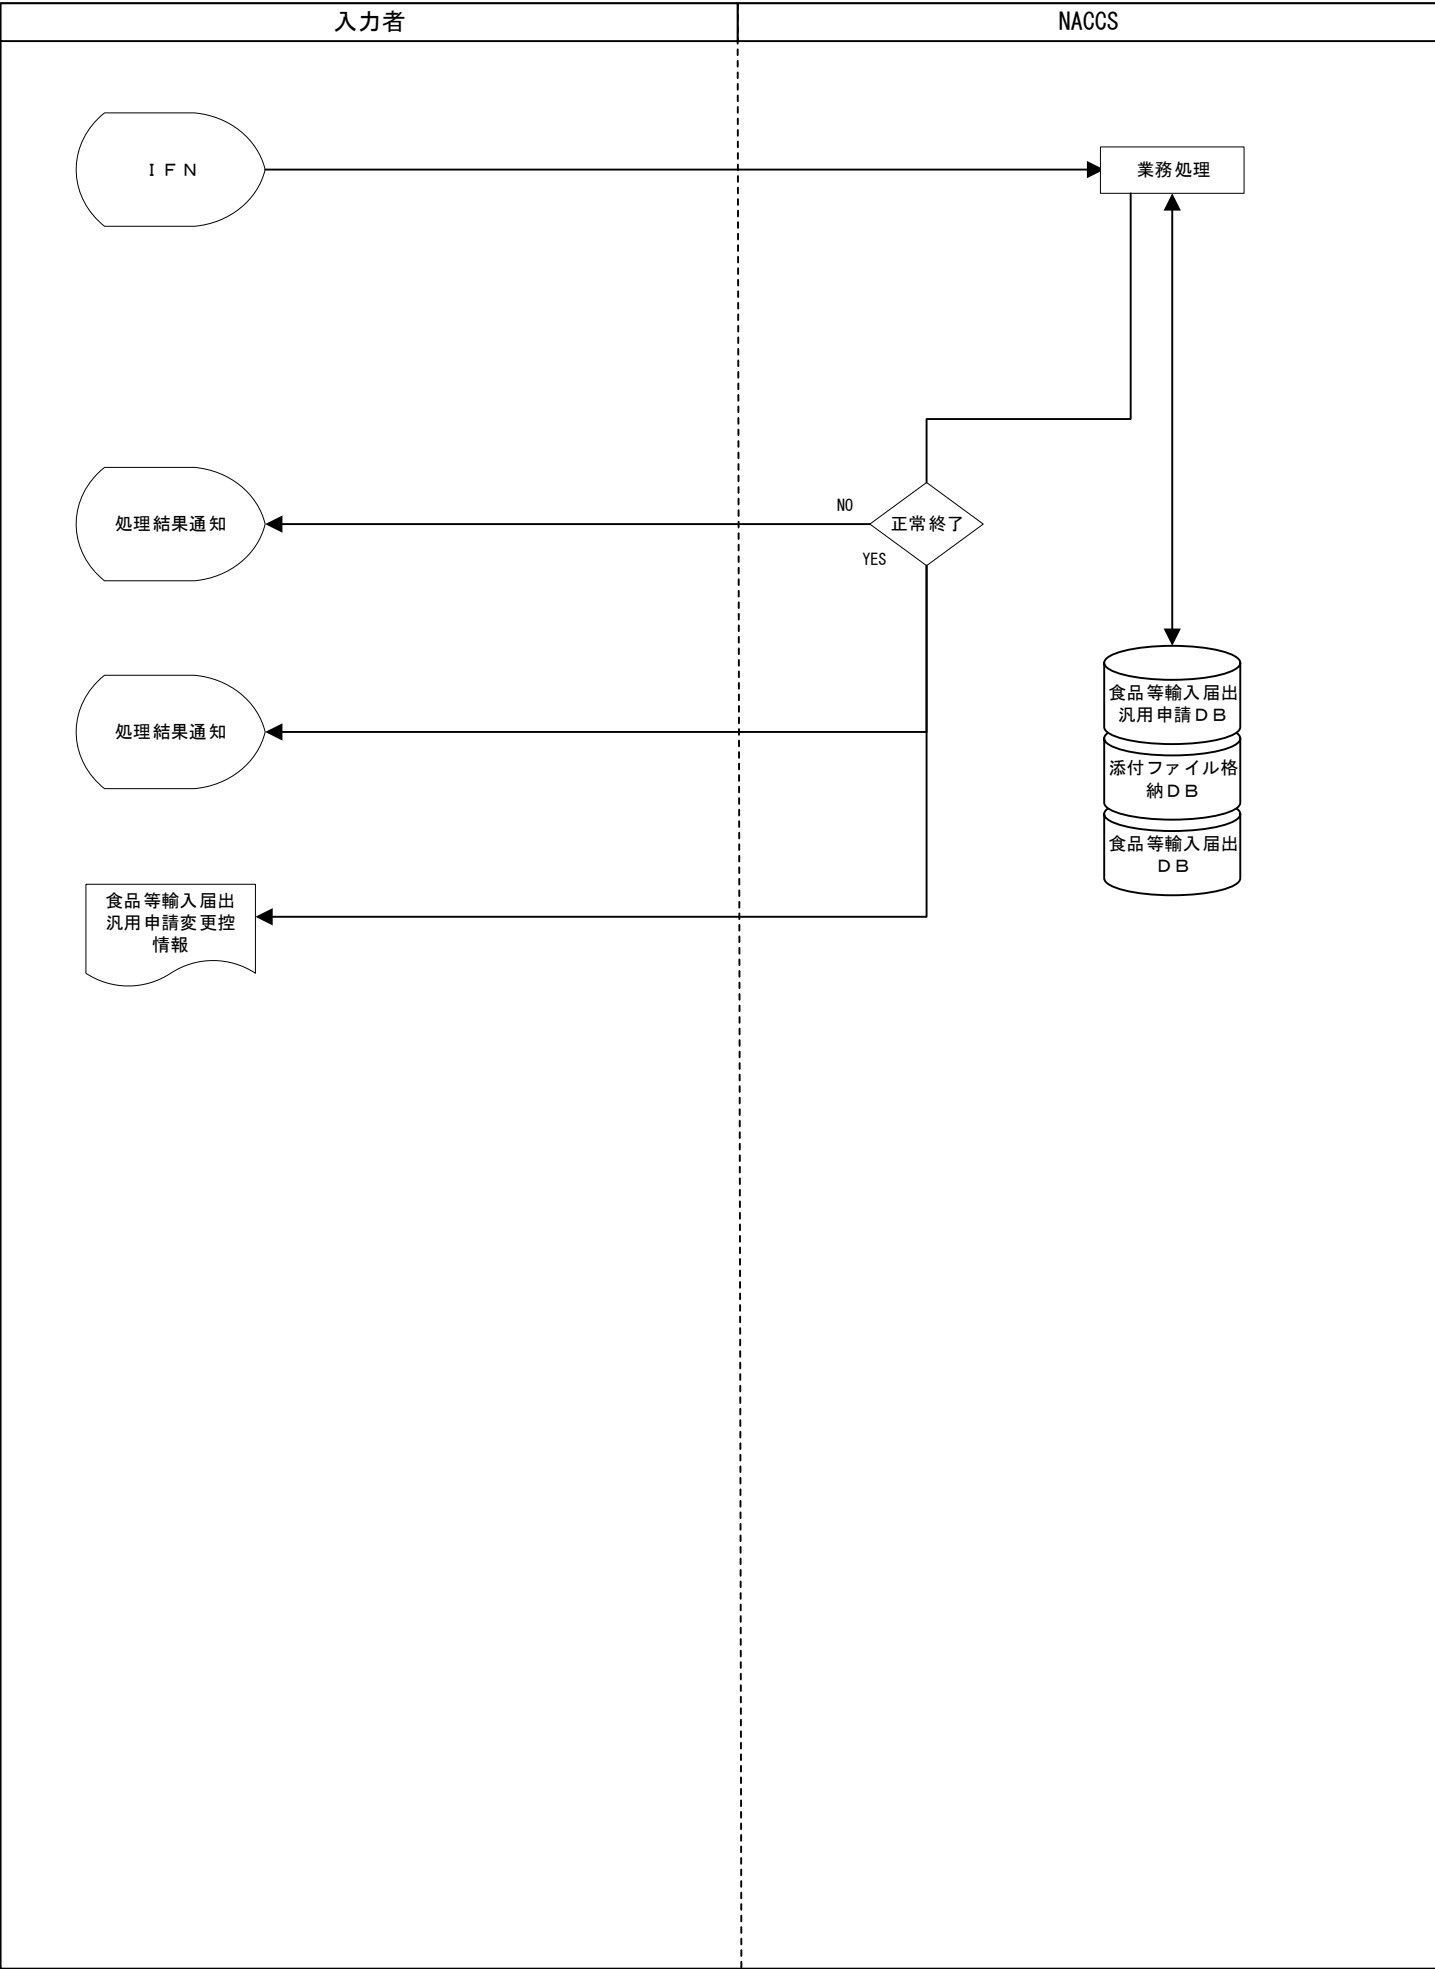 入力者
NACCS
ＩＦＮ
業務処理
NO
処理結果通知
正常終了
YES
処理結果通知
食品等輸入届出
汎用申請ＤＢ
添付ファイル格
納ＤＢ
食品等輸入届出
ＤＢ
食品等輸入届出
汎用申請変更控
情報